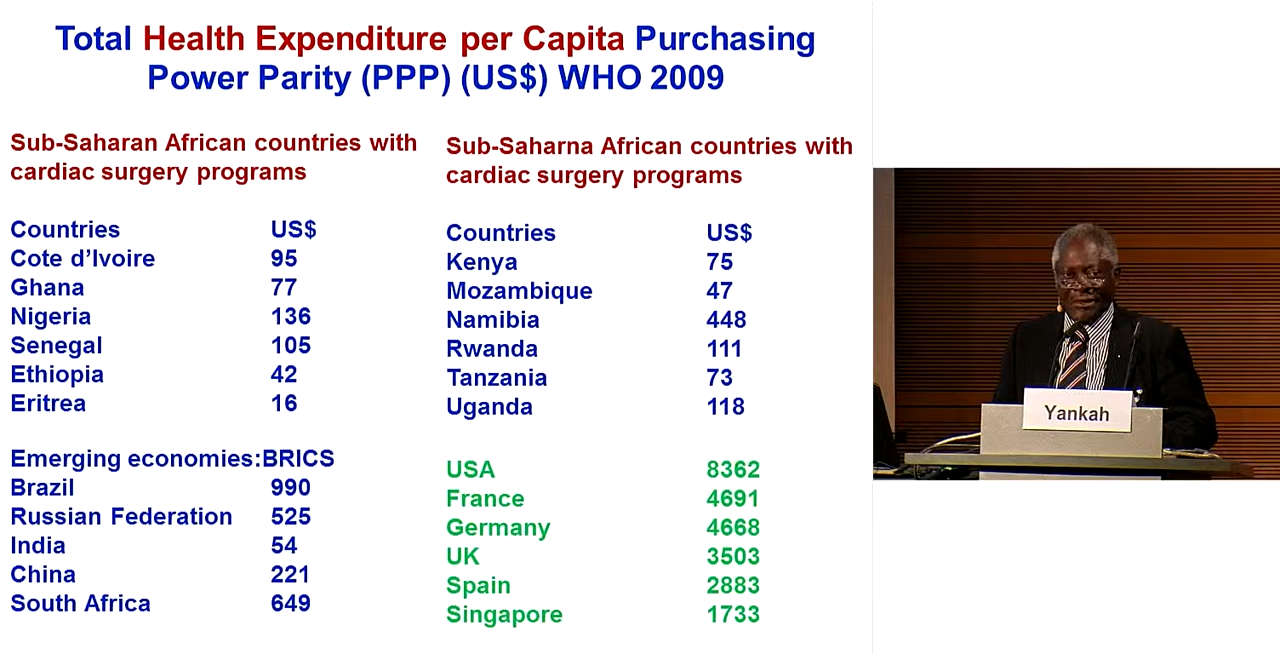 Total Health Expenditure per Capita Purchasing
Power Parity (PPP) (US$) WHO 2009
Sub-Saharan African countries with
cardiac surgery programs
Countries US$
Cote d’Ivoire 95
Ghana 77
Nigeria 136
Senegal 105
Ethiopia 42
Eritrea 16
Emerging economies:BRICS
Brazil 990
Russian Federation 525
India 54
China 221
South Africa 649
Sub-Saharna African countries with
cardiac surgery programs
Countries US$
Kenya 75
Mozambique 47
Namibia 448
Rwanda 111
Tanzania 73
Uganda 118
USA 8362
France 4691
Germany 4668
UK 3503
Spain 2883
Singapore 1733
Yankah